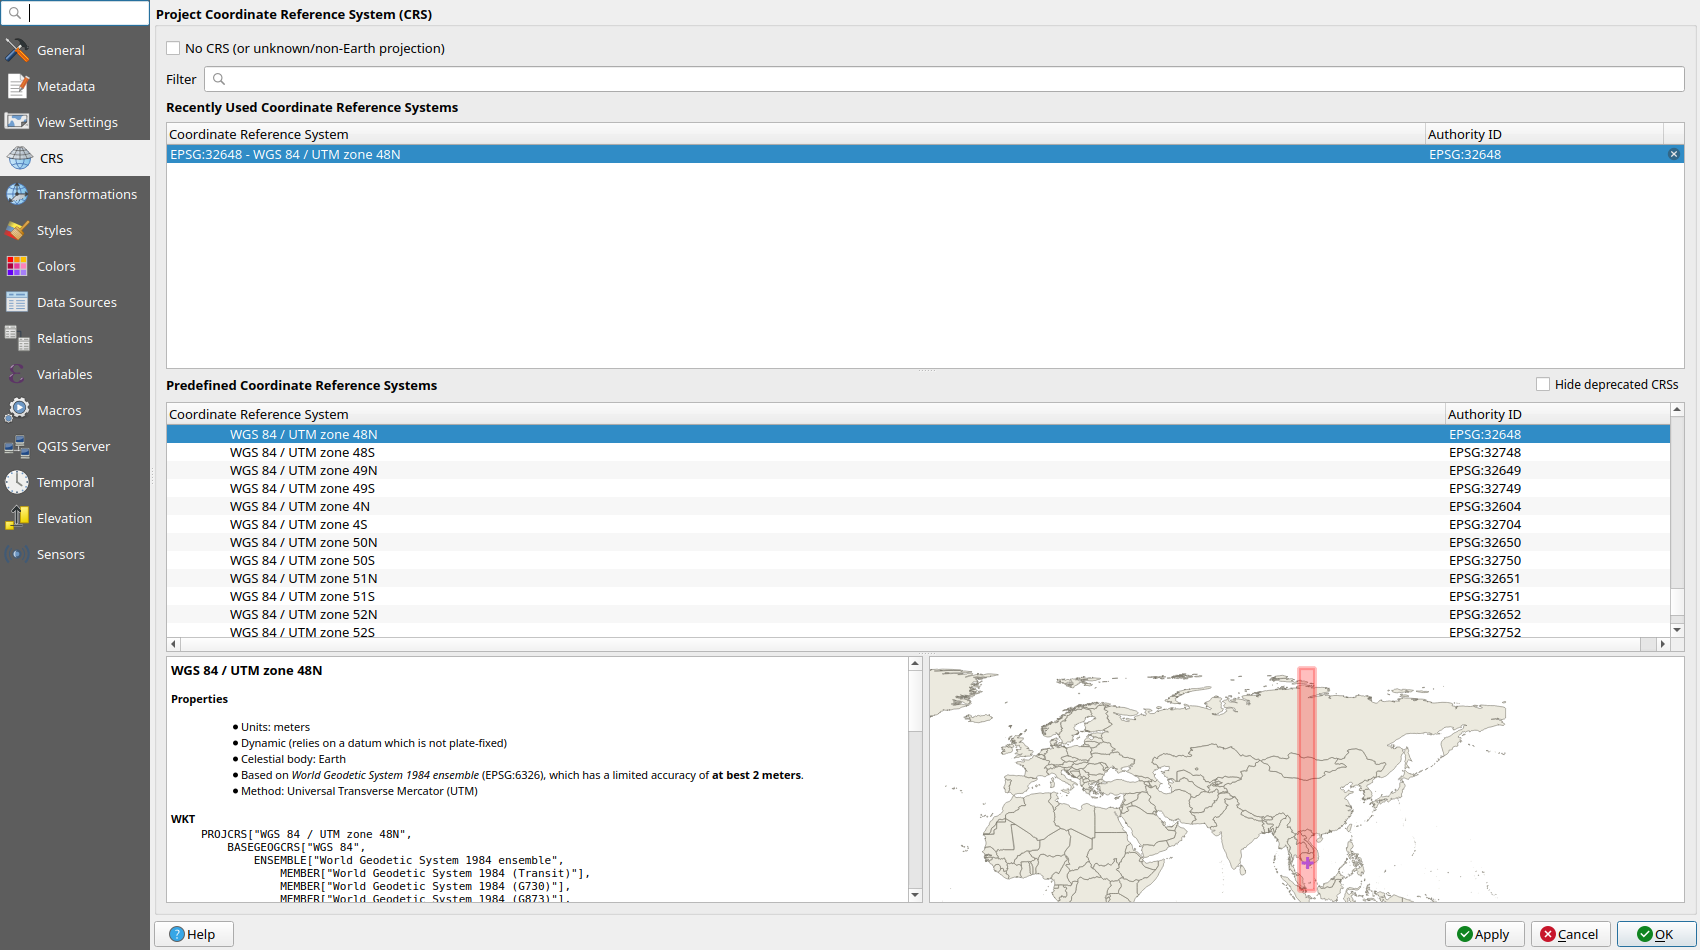 General
Metadata
View Settings
CRS
Transformations
Styles
Colors
Data Sources
Relations
Variables
Macros
QGIS Server
Temporal
Elevation
Sensors
Project Coordinate Reference System (CRS)
No CRS (or unknown/non-Earth projection)
Filter
Recently Used Coordinate Reference Systems
Coordinate Reference System Authority ID
EPSG:32648 - WGS 84 / UTM zone 48N EPSG:32648
Predefined Coordinate Reference Systems Hide deprecated CRSs
Coordinate Reference System Authority ID
WGS 84 / UTM zone 48N EPSG:32648
WGS 84 / UTM zone 48S EPSG:32748
WGS 84 / UTM zone 49N EPSG:32649
WGS 84 / UTM zone 49S EPSG:32749
WGS 84 / UTM zone 4N EPSG:32604
WGS 84 / UTM zone 4S EPSG:32704
WGS 84 / UTM zone 50N EPSG:32650
WGS 84 / UTM zone 50S EPSG:32750
WGS 84 / UTM zone 51N EPSG:32651
WGS 84 / UTM zone 51S EPSG:32751
WGS 84 / UTM zone 52N EPSG:32652
WGS 84 / UTM zone 52S EPSG:32752
WGS 84 / UTM zone 48N
Properties
● Units: meters
● Dynamic (relies on a datum which is not plate-fixed)
● Celestial body: Earth
● Based on World Geodetic System 1984 ensemble (EPSG:6326), which has a limited accuracy of at best 2 meters.
● Method: Universal Transverse Mercator (UTM)
WKT
PROJCRS["WGS 84 / UTM zone 48N",
BASEGEOGCRS["WGS 84",
ENSEMBLE["World Geodetic System 1984 ensemble",
MEMBER["World Geodetic System 1984 (Transit)"],
MEMBER["World Geodetic System 1984 (G730)"],
MEMBER["World Geodetic System 1984 (G873)"],
Help Apply Cancel OK